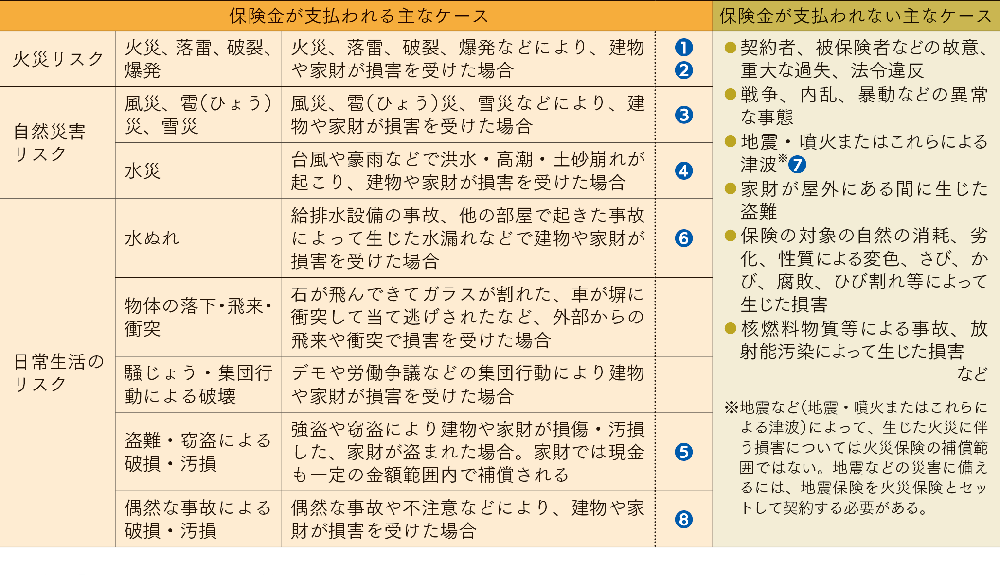 保険金が支払われる主なケース
火災リスク
火災、落雷、破裂、
爆発
火災、落雷、破裂、爆発などにより、建物
や家財が損害を受けた場合
❶
❷
自然災害
リスク
風災、雹(ひょう)
災、雪災
風災、雹(ひょう)災、雪災などにより、建
物や家財が損害を受けた場合
❸
水災
台風や豪雨などで洪水・高潮・土砂崩れが
起こり、建物や家財が損害を受けた場合
❹
日常生活の
リスク
水ぬれ
給排水設備の事故、他の部屋で起きた事故
によって生じた水漏れなどで建物や家財が
損害を受けた場合
❻
物体の落下・飛来・
衝突
石が飛んできてガラスが割れた、車が塀に
衝突して当て逃げされたなど、外部からの
飛来や衝突で損害を受けた場合
騒じょう・集団行
動による破壊
デモや労働争議などの集団行動により建物
や家財が損害を受けた場合
盗難・窃盗による
破損・汚損
強盗や窃盗により建物や家財が損傷・汚損
した、家財が盗まれた場合。家財では現金
も一定の金額範囲内で補償される
❺
偶然な事故による
破損・汚損
偶然な事故や不注意などにより、建物や家
財が損害を受けた場合
❽
保険金が支払われない主なケース
●契約者、被保険者などの故意、
重大な過失、法令違反
●戦争、内乱、暴動などの異常
な事態
●地震・噴火またはこれらによる
津波※❼
●家財が屋外にある間に生じた
盗難
●保険の対象の自然の消耗、劣
化、性質による変色、さび、か
び、腐敗、ひび割れ等によって
生じた損害
●核燃料物質等による事故、放
射能汚染によって生じた損害
など
※地震など(地震・噴火またはこれらに
よる津波)によって、生じた火災に伴
う損害については火災保険の補償範
囲ではない。地震などの災害に備え
るには、地震保険を火災保険とセッ
トして契約する必要がある。